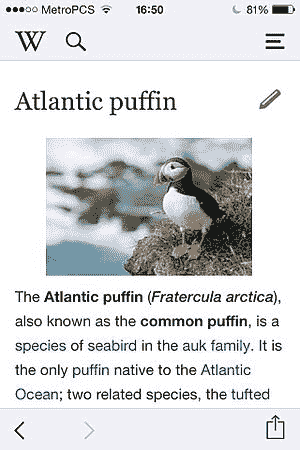 MetroPCS 16:50 81%
W
Atlantic puffin
The Atlantic puffin (Fratercula arctica),
also known as the common puffin, is a
species of seabird in the auk family. It is
the only puffin native to the Atlantic
Ocean; two related species, the tufted